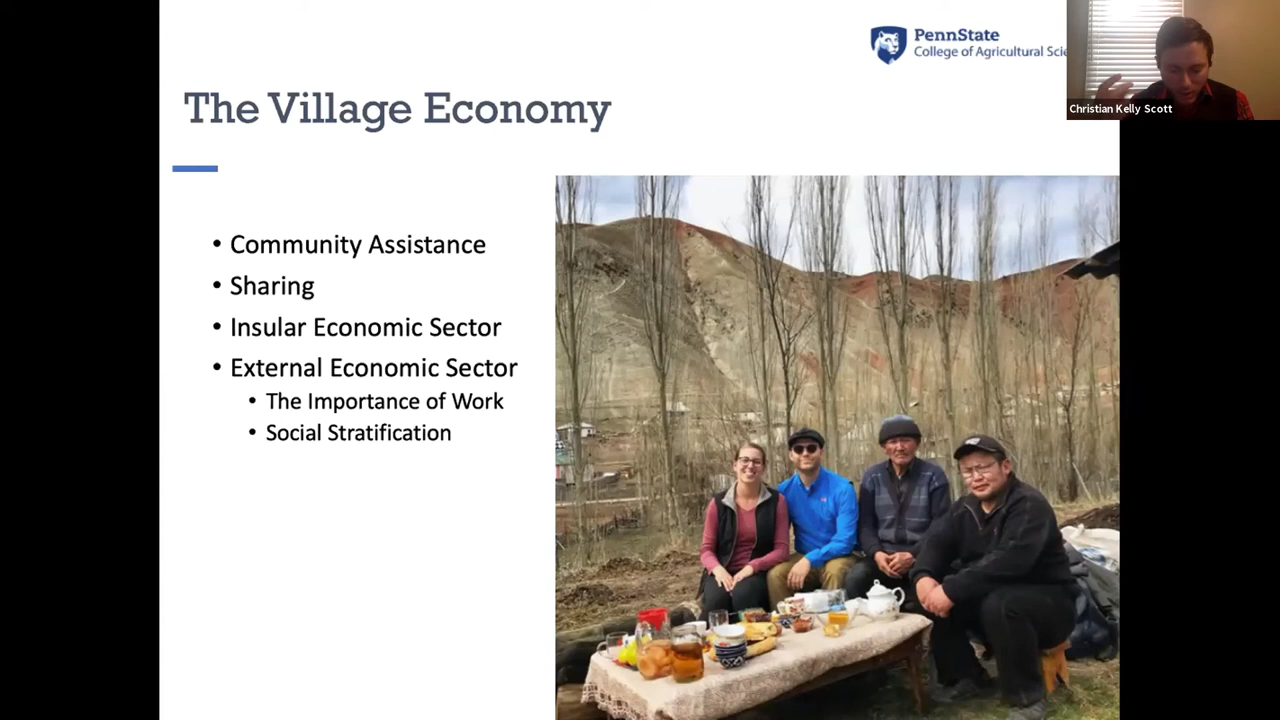 PennState
College of Agricultural Scie
Christian Kelly Scott
The Village Economy
• Community Assistance
• Sharing
• Insular Economic Sector
• External Economic Sector
• The Importance of Work
• Social Stratification